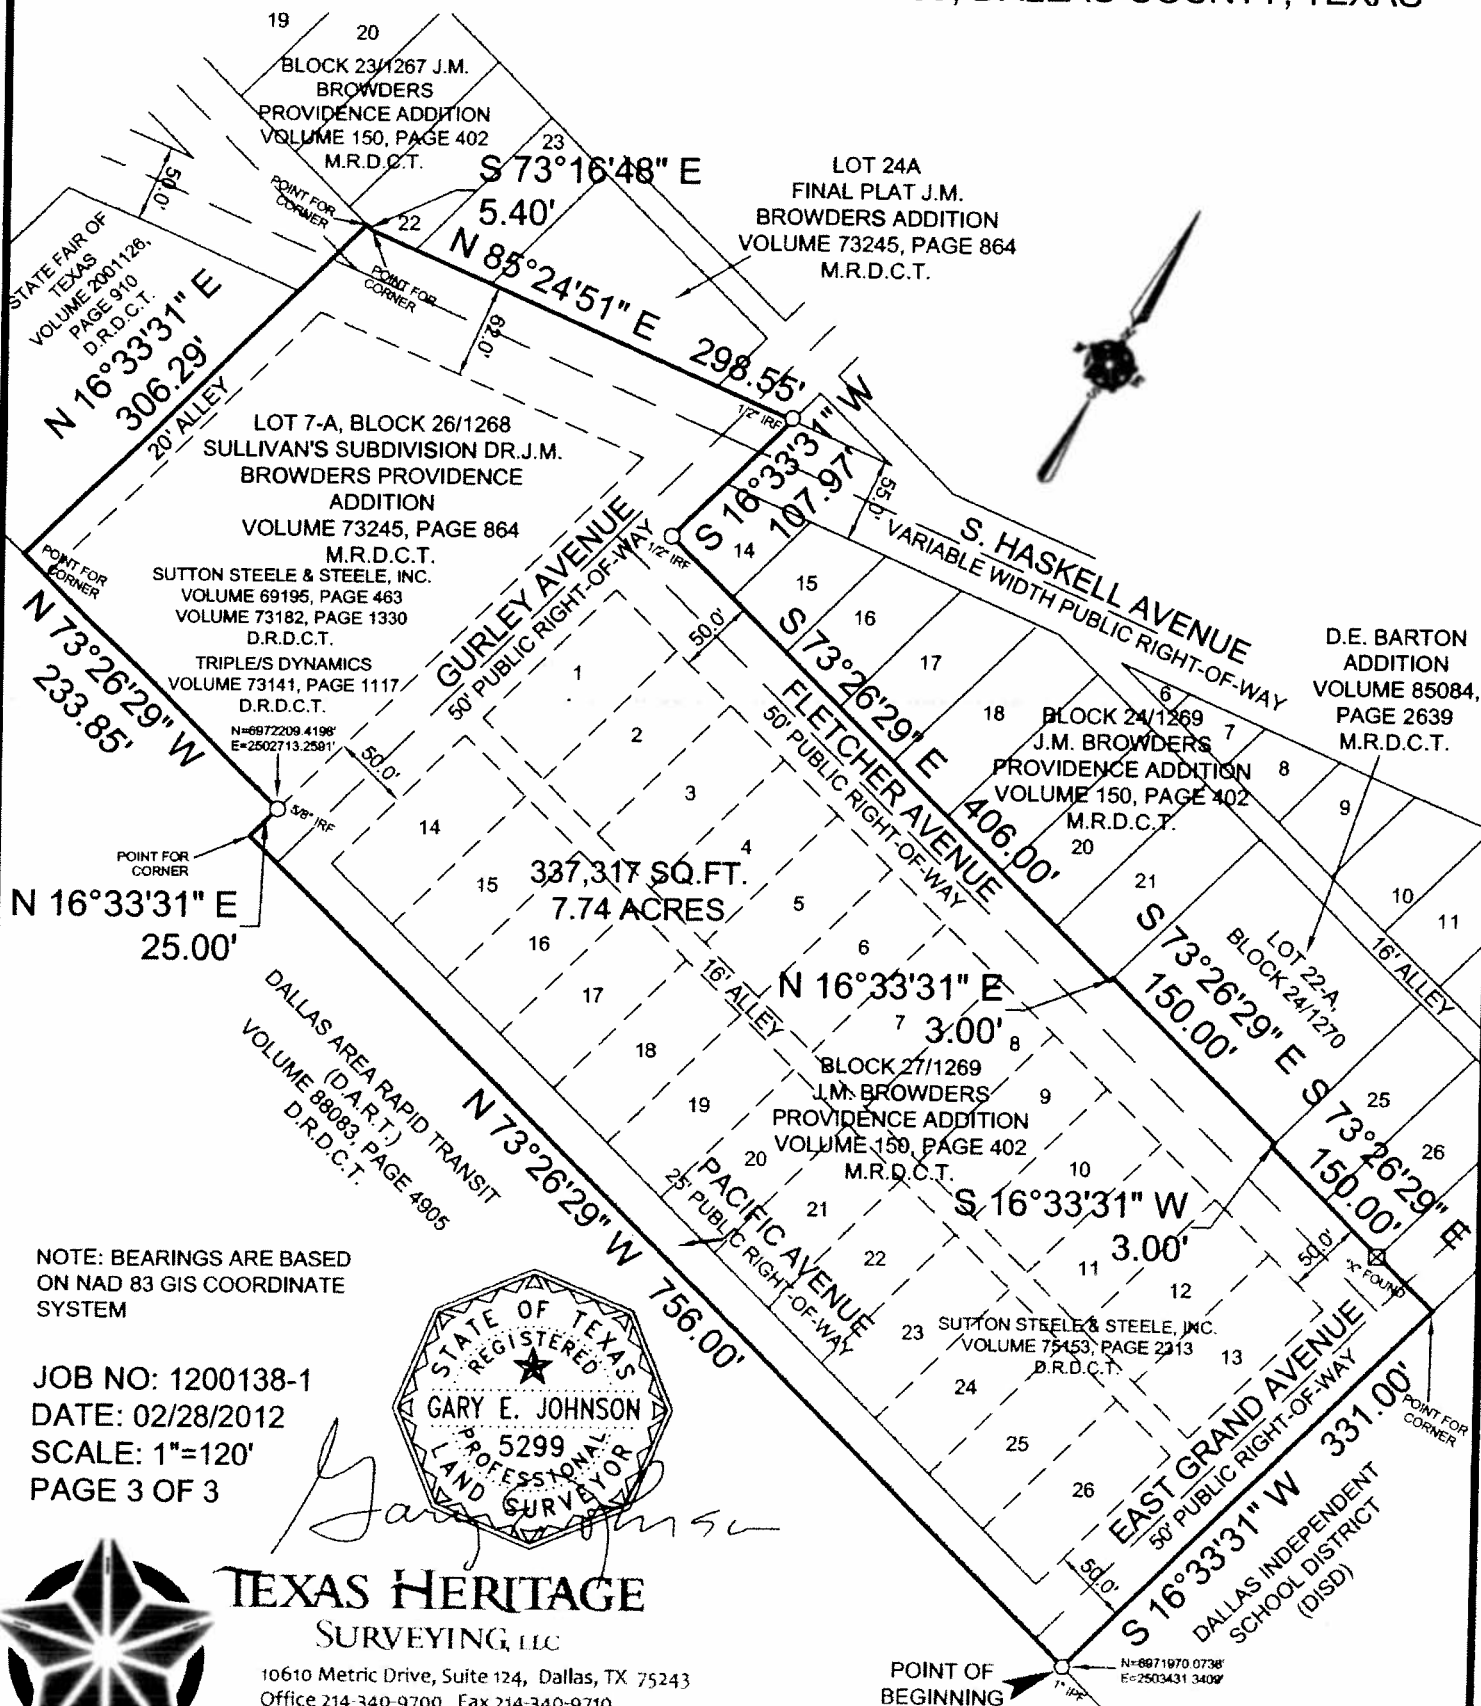 DALLAS COUNTY, TEXAS
19
20
BLOCK 23/1267 J.M.
BROWDERS
PROVIDENCE ADDITION
VOLUME 150, PAGE 402
M.R.D.C.T.
23
22
S 73°16'48" E
5.40'
LOT 24A
FINAL PLAT J.M.
BROWDERS ADDITION
VOLUME 73245, PAGE 864
M.R.D.C.T.
50.0'
POINT FOR
CORNER
POINT FOR
CORNER
N 85°24'51" E 298.55'
62.0'
STATE FAIR OF
TEXAS
VOLUME 2001126,
PAGE 910
D.R.D.C.T.
N 16°33'31" E
306.29'
20' ALLEY
1/2" IRF
S 16°33'31" W
107.97'
1/2" IRF
55.0'
LOT 7-A, BLOCK 26/1268
SULLIVAN'S SUBDIVISION DR.J.M.
BROWDERS PROVIDENCE
ADDITION
VOLUME 73245, PAGE 864
M.R.D.C.T.
SUTTON STEELE & STEELE, INC.
VOLUME 69195, PAGE 463
VOLUME 73182, PAGE 1330
D.R.D.C.T.
TRIPLE/S DYNAMICS
VOLUME 73141, PAGE 1117
D.R.D.C.T.
N=6972209.4196'
E=2502713.2591'
POINT FOR
CORNER
N 73°26'29" W
233.85'
GURLEY AVENUE
50' PUBLIC RIGHT-OF-WAY
50.0'
50.0'
S. HASKELL AVENUE
VARIABLE WIDTH PUBLIC RIGHT-OF-WAY
14
15
16
17
18
20
21
S 73°26'29" E 406.00'
FLETCHER AVENUE
50' PUBLIC RIGHT-OF-WAY
BLOCK 24/1269
J.M. BROWDERS
PROVIDENCE ADDITION
VOLUME 150, PAGE 402
M.R.D.C.T.
6
7
8
9
10
11
D.E. BARTON
ADDITION
VOLUME 85084,
PAGE 2639
M.R.D.C.T.
LOT 22-A,
BLOCK 24/1270
16' ALLEY
5/8" IRF
POINT FOR
CORNER
N 16°33'31" E
25.00'
337,317 SQ.FT.
7.74 ACRES
1
2
3
4
5
6
7
8
9
10
11
12
13
14
15
16
17
18
19
20
21
22
23
24
25
26
16' ALLEY
N 16°33'31" E
3.00'
S 73°26'29" E
150.00'
S 73°26'29" E
150.00'
25
26
BLOCK 27/1269
J.M. BROWDERS
PROVIDENCE ADDITION
VOLUME 150, PAGE 402
M.R.D.C.T.
S 16°33'31" W
3.00'
50.0'
"X" FOUND
DALLAS AREA RAPID TRANSIT
(D.A.R.T.)
VOLUME 88083, PAGE 4905
D.R.D.C.T.
N 73°26'29" W 756.00'
PACIFIC AVENUE
25' PUBLIC RIGHT-OF-WAY
SUTTON STEELE & STEELE, INC.
VOLUME 75153, PAGE 2313
D.R.D.C.T.
EAST GRAND AVENUE
50' PUBLIC RIGHT-OF-WAY
50.0'
S 16°33'31" W 331.00'
POINT FOR
CORNER
DALLAS INDEPENDENT
SCHOOL DISTRICT
(DISD)
N=6971970.0736'
E=2503431.3409'
1" IPF
POINT OF
BEGINNING
NOTE: BEARINGS ARE BASED
ON NAD 83 GIS COORDINATE
SYSTEM
JOB NO: 1200138-1
DATE: 02/28/2012
SCALE: 1"=120'
PAGE 3 OF 3
STATE OF TEXAS
REGISTERED
GARY E. JOHNSON
5299
PROFESSIONAL
LAND SURVEYOR
TEXAS HERITAGE
SURVEYING, LLC
10610 Metric Drive, Suite 124, Dallas, TX 75243
Office 214-340-9700 Fax 214-340-9710